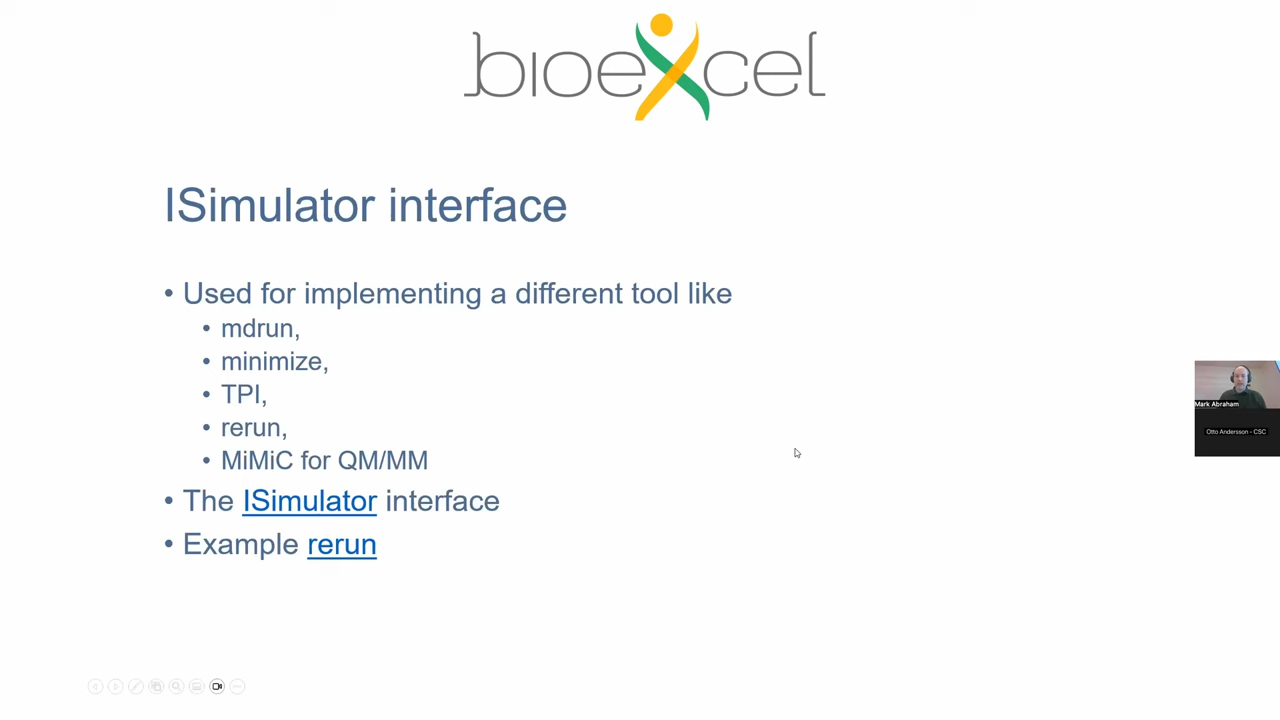 bioexcel
ISimulator interface
• Used for implementing a different tool like
• mdrun,
• minimize,
• TPI,
• rerun,
• MiMiC for QM/MM
• The ISimulator interface
• Example rerun
Mark Abraham
Otto Andersson - CSC